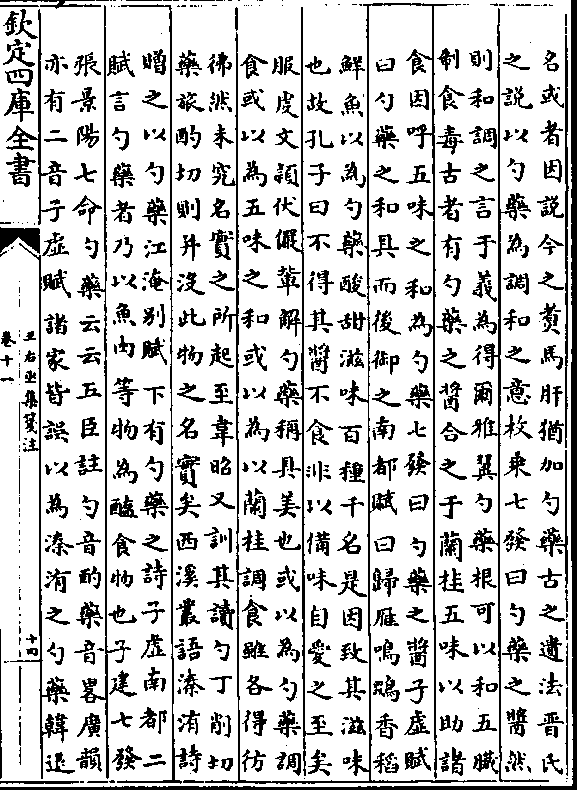 名或者因説今之煑馬肝猶加勺藥古之遺法晉氏
之説以勺藥為調和之意枚乗七發曰勺藥之醬然
則和調之言于義為得爾雅翼勺藥根可以和五臓
制食毒古者有勺藥之醬合之于蘭桂五味以助諸
食因呼五味之和為勺藥七發曰勺藥之醬子虛賦
曰勺藥之和具而後御之南都賦曰歸雁鳴鵽香稻
鮮魚以為勺藥酸甜滋味百種千名是因致其滋味
也故孔子曰不得其醬不食非以備味自愛之至矣
服虔文頴伏儼軰解勺藥稱具美也或以為勺藥調
食或以為五味之和或以為以蘭桂調食雖各得彷
彿然未究名實之所起至韋昭又訓其讀勺丁削切
藥旅酌切則幷沒此物之名實矣西溪叢語溱洧詩
贈之以勺藥江淹别賦下有勺藥之詩子虛南都二
賦言勺藥者乃以魚肉等物為醢食物也子建七發
張景陽七命勺藥云云五臣註勺音酌藥音畧廣韻
亦有二音子虛賦諸家皆誤以為溱洧之勺藥韓退
欽定四庫全書
王右丞集箋注
卷十一
十四